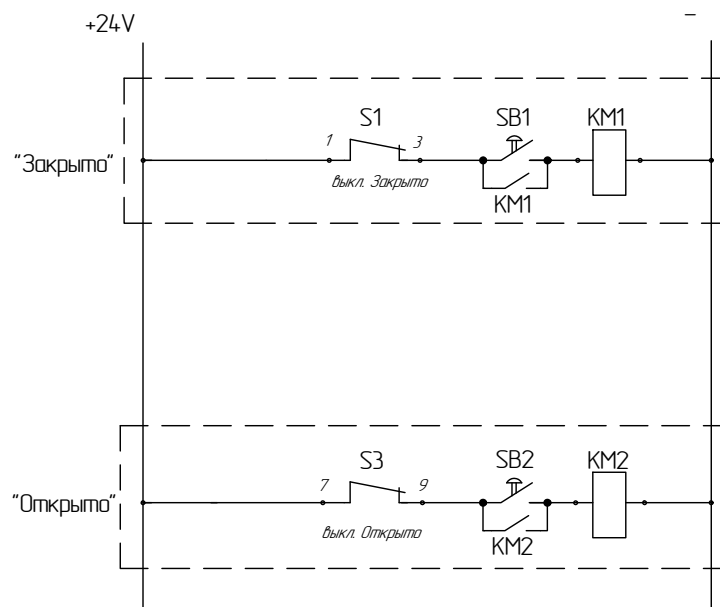 +24V
–
S1
SB1
KM1
1
3
"Закрыто"
выкл. Закрыто
KM1
S3
SB2
KM2
7
9
"Открыто"
выкл. Открыто
KM2